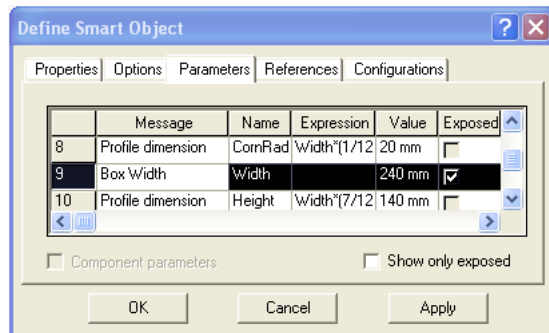 Define Smart Object
Properties Options Parameters References Configurations
Message Name Expression Value Exposed
8 Profile dimension CornRad Width*(1/12 20 mm
9 Box Width Width 240 mm
10 Profile dimension Height Width*(7/12 140 mm
Component parameters Show only exposed
OK Cancel Apply